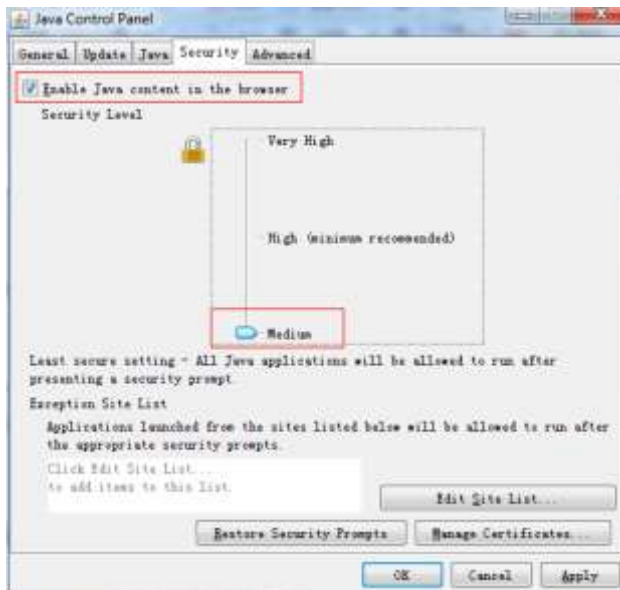 Java Control Panel
General Update Java Security Advanced
Enable Java content in the browser
Security Level
Very High
High (minimum recommended)
Medium
Least secure setting - All Java applications will be allowed to run after
presenting a security prompt
Exception Site List
Applications launched from the sites listed below will be allowed to run after
the appropriate security prompts.
Click Edit Site List...
to add items to this list.
Edit Site List...
Restore Security Prompts Manage Certificates...
OK Cancel Apply